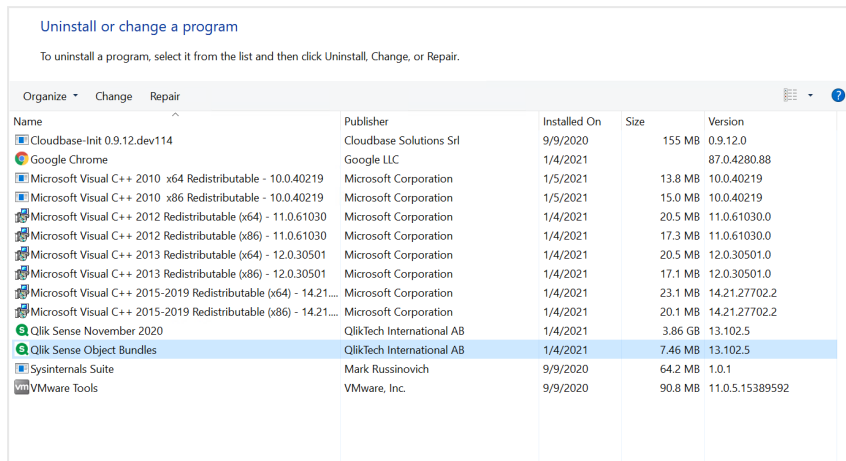 Uninstall or change a program
To uninstall a program, select it from the list and then click Uninstall, Change, or Repair.
Organize Change Repair ?
Name Publisher Installed On Size Version
Cloudbase-Init 0.9.12.dev114 Cloudbase Solutions Srl 9/9/2020 155 MB 0.9.12.0
Google Chrome Google LLC 1/4/2021 87.0.4280.88
Microsoft Visual C++ 2010 x64 Redistributable - 10.0.40219 Microsoft Corporation 1/5/2021 13.8 MB 10.0.40219
Microsoft Visual C++ 2010 x86 Redistributable - 10.0.40219 Microsoft Corporation 1/5/2021 15.0 MB 10.0.40219
Microsoft Visual C++ 2012 Redistributable (x64) - 11.0.61030 Microsoft Corporation 1/4/2021 20.5 MB 11.0.61030.0
Microsoft Visual C++ 2012 Redistributable (x86) - 11.0.61030 Microsoft Corporation 1/4/2021 17.3 MB 11.0.61030.0
Microsoft Visual C++ 2013 Redistributable (x64) - 12.0.30501 Microsoft Corporation 1/4/2021 20.5 MB 12.0.30501.0
Microsoft Visual C++ 2013 Redistributable (x86) - 12.0.30501 Microsoft Corporation 1/4/2021 17.1 MB 12.0.30501.0
Microsoft Visual C++ 2015-2019 Redistributable (x64) - 14.21.... Microsoft Corporation 1/4/2021 23.1 MB 14.21.27702.2
Microsoft Visual C++ 2015-2019 Redistributable (x86) - 14.21.... Microsoft Corporation 1/4/2021 20.1 MB 14.21.27702.2
Qlik Sense November 2020 QlikTech International AB 1/4/2021 3.86 GB 13.102.5
Qlik Sense Object Bundles QlikTech International AB 1/4/2021 7.46 MB 13.102.5
Sysinternals Suite Mark Russinovich 9/9/2020 64.2 MB 1.0.1
vm VMware Tools VMware, Inc. 9/9/2020 90.8 MB 11.0.5.15389592